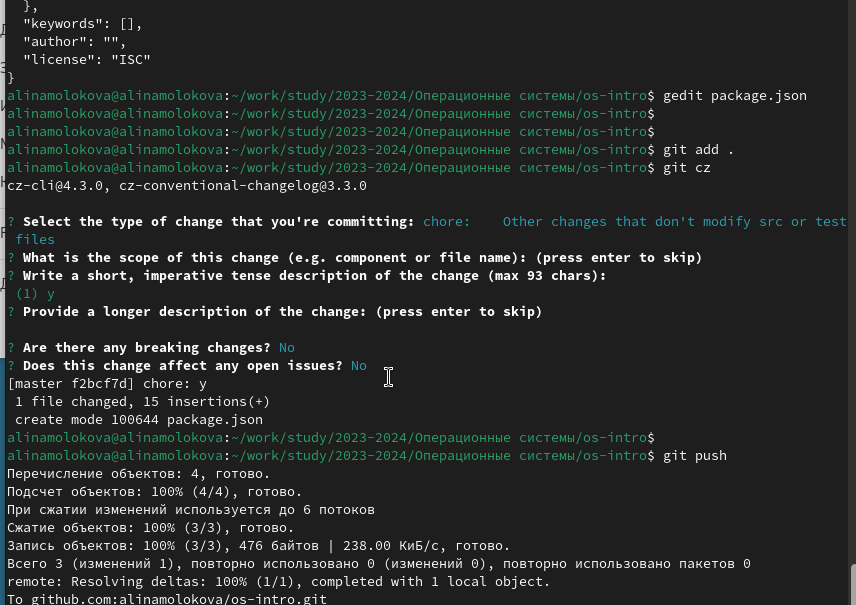 },
"keywords": [],
"author": "",
"license": "ISC"
}
alinamolokova@alinamolokova:~/work/study/2023-2024/Операционные системы/os-intro$ gedit package.json
alinamolokova@alinamolokova:~/work/study/2023-2024/Операционные системы/os-intro$
alinamolokova@alinamolokova:~/work/study/2023-2024/Операционные системы/os-intro$
alinamolokova@alinamolokova:~/work/study/2023-2024/Операционные системы/os-intro$ git add .
alinamolokova@alinamolokova:~/work/study/2023-2024/Операционные системы/os-intro$ git cz
cz-cli@4.3.0, cz-conventional-changelog@3.3.0
? Select the type of change that you're committing: chore:    Other changes that don't modify src or test
files
? What is the scope of this change (e.g. component or file name): (press enter to skip)
? Write a short, imperative tense description of the change (max 93 chars):
(1) y
? Provide a longer description of the change: (press enter to skip)
? Are there any breaking changes? No
? Does this change affect any open issues? No
[master f2bcf7d] chore: y
1 file changed, 15 insertions(+)
create mode 100644 package.json
alinamolokova@alinamolokova:~/work/study/2023-2024/Операционные системы/os-intro$
alinamolokova@alinamolokova:~/work/study/2023-2024/Операционные системы/os-intro$ git push
Перечисление объектов: 4, готово.
Подсчет объектов: 100% (4/4), готово.
При сжатии изменений используется до 6 потоков
Сжатие объектов: 100% (3/3), готово.
Запись объектов: 100% (3/3), 476 байтов | 238.00 КиБ/с, готово.
Всего 3 (изменений 1), повторно использовано 0 (изменений 0), повторно использовано пакетов 0
remote: Resolving deltas: 100% (1/1), completed with 1 local object.
To github.com:alinamolokova/os-intro.git